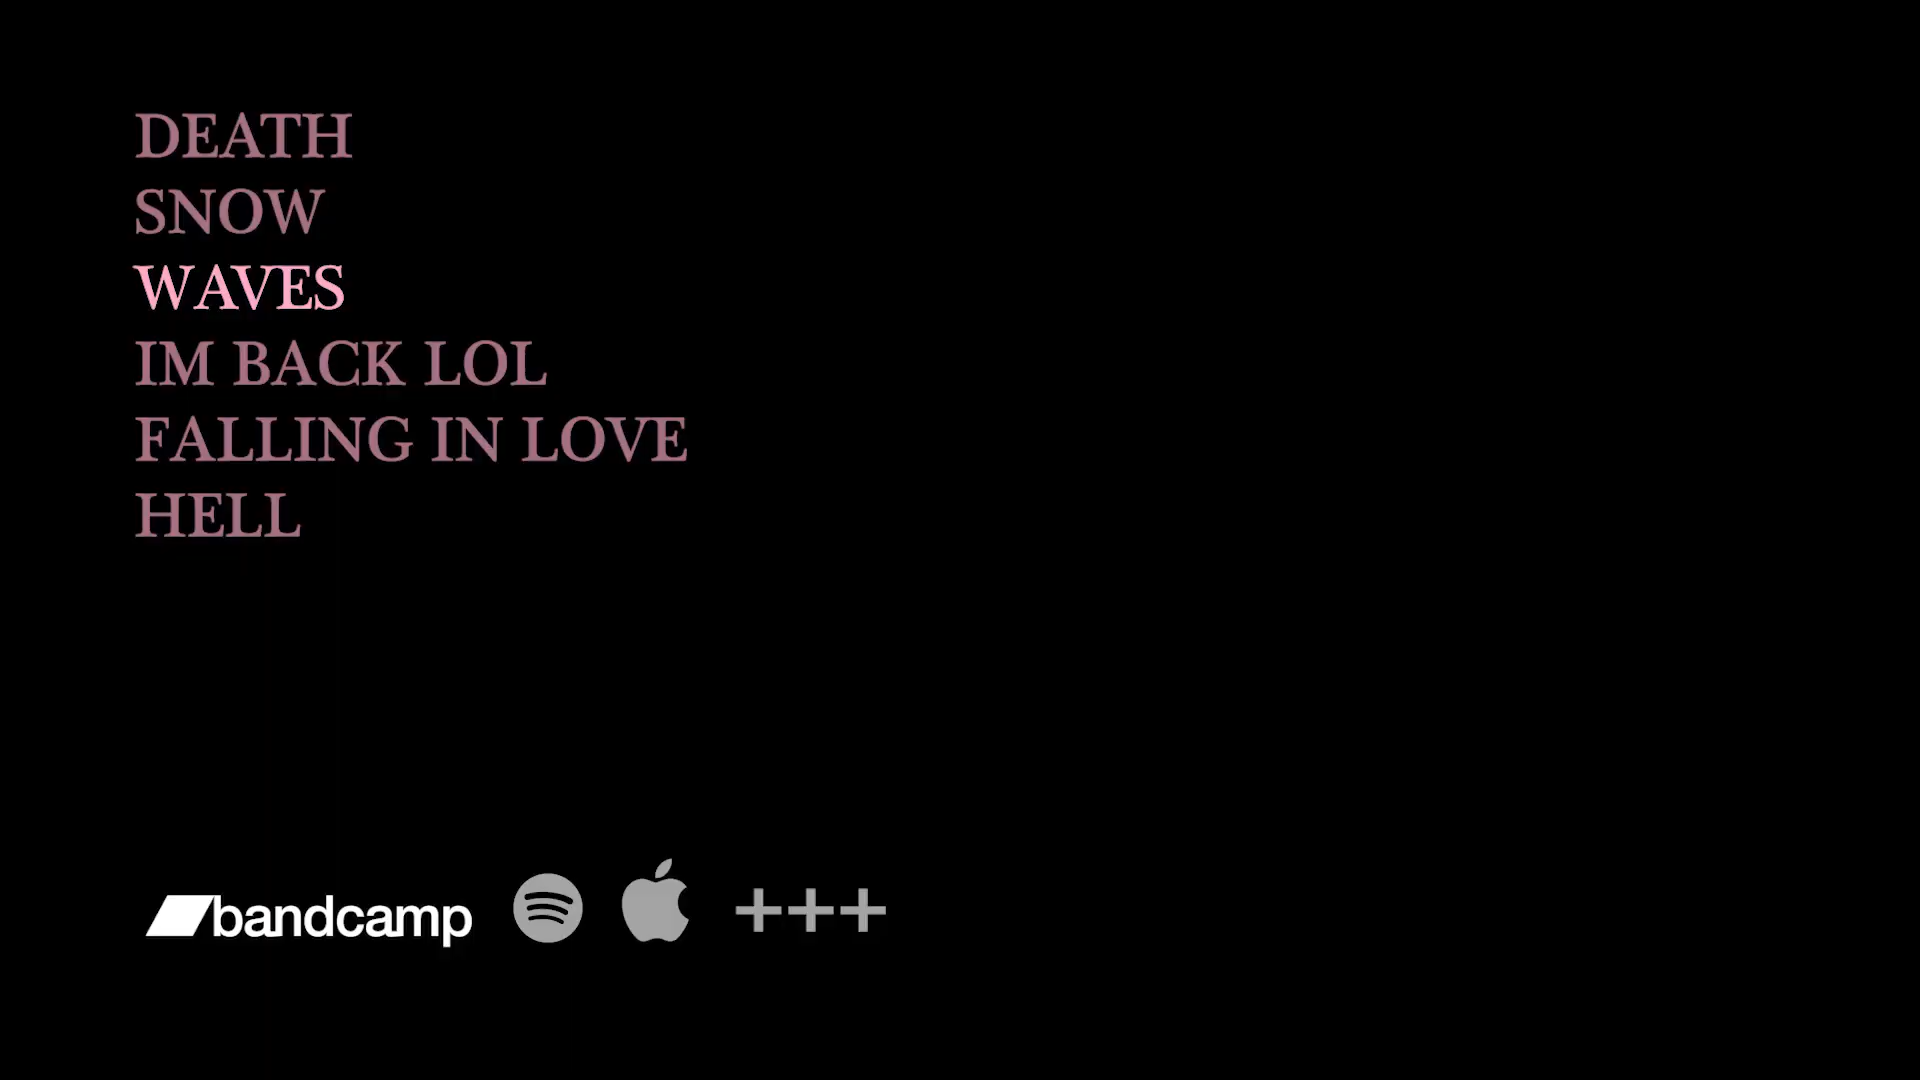 DEATH
SNOW
WAVES
IM BACK LOL
FALLING IN LOVE
HELL
bandcamp
+++